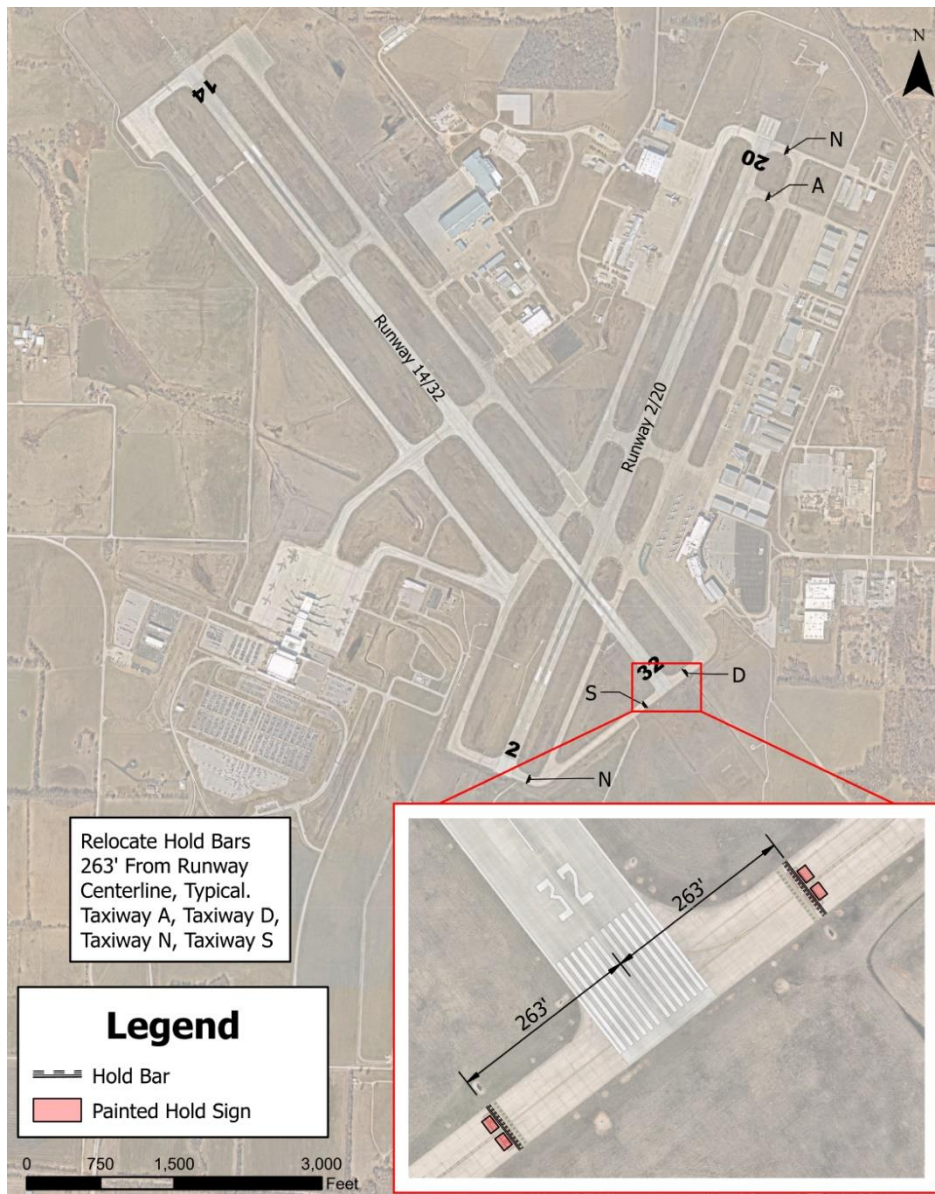 N
14
20
N
A
Runway 14/32
Runway 2/20
32
D
S
2
N
Relocate Hold Bars
263' From Runway
Centerline, Typical.
Taxiway A, Taxiway D,
Taxiway N, Taxiway S
Legend
Hold Bar
Painted Hold Sign
0 750 1,500 3,000
Feet
32
263'
263'